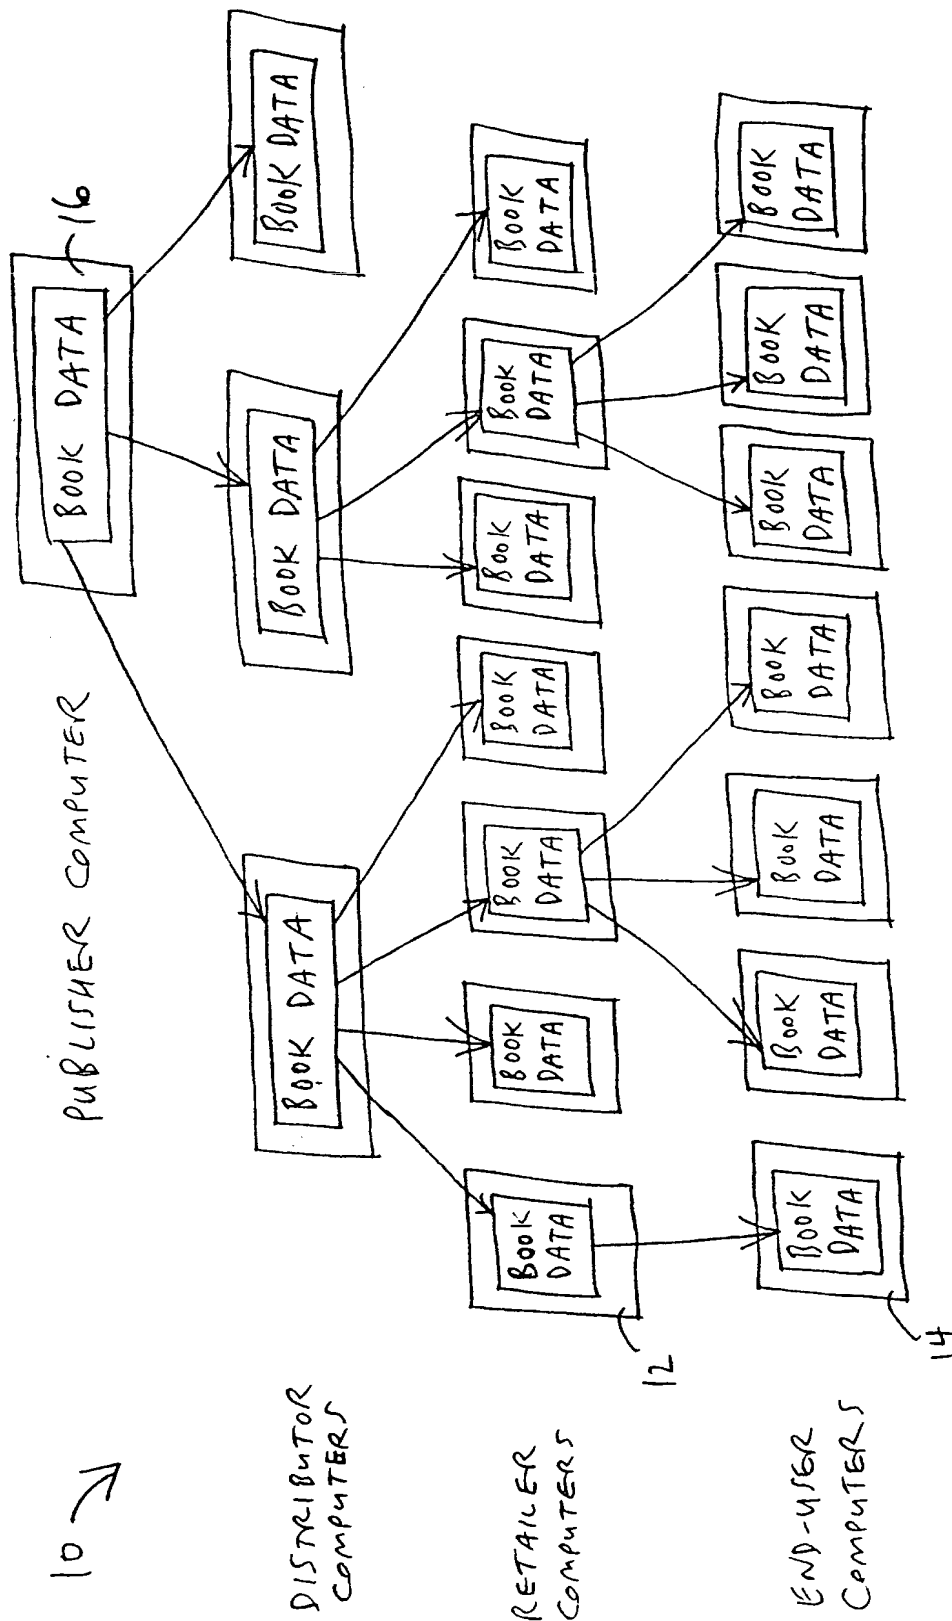 10
PUBLISHER COMPUTER
BOOK DATA
16
DISTRIBUTOR
COMPUTERS
BOOK DATA
BOOK DATA
BOOK DATA
RETAILER
COMPUTERS
BOOK
DATA
BOOK
DATA
BOOK
DATA
BOOK
DATA
BOOK
DATA
BOOK
DATA
BOOK
DATA
12
END-USER
COMPUTERS
BOOK
DATA
BOOK
DATA
BOOK
DATA
BOOK
DATA
BOOK
DATA
BOOK
DATA
BOOK
DATA
14